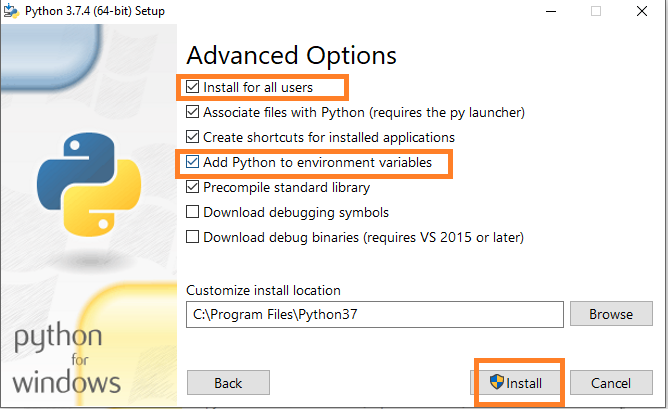 Python 3.7.4 (64-bit) Setup
Advanced Options
Install for all users
Associate files with Python (requires the py launcher)
Create shortcuts for installed applications
Add Python to environment variables
Precompile standard library
Download debugging symbols
Download debug binaries (requires VS 2015 or later)
Customize install location
C:\Program Files\Python37
Browse
python
for
windows
Back
Install
Cancel